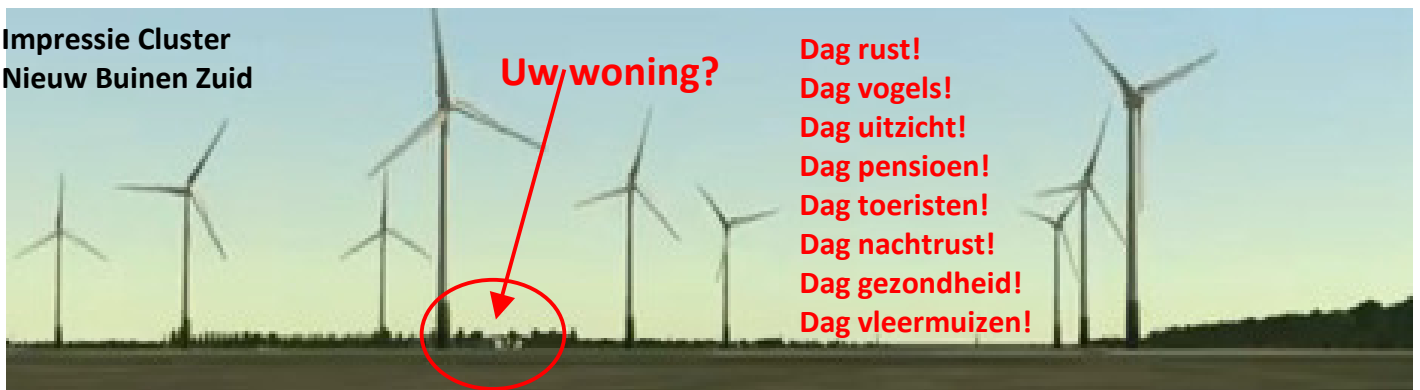 Impressie Cluster
Nieuw Buinen Zuid
Uw woning?
Dag rust!
Dag vogels!
Dag uitzicht!
Dag pensioen!
Dag toeristen!
Dag nachtrust!
Dag gezondheid!
Dag vleermuizen!